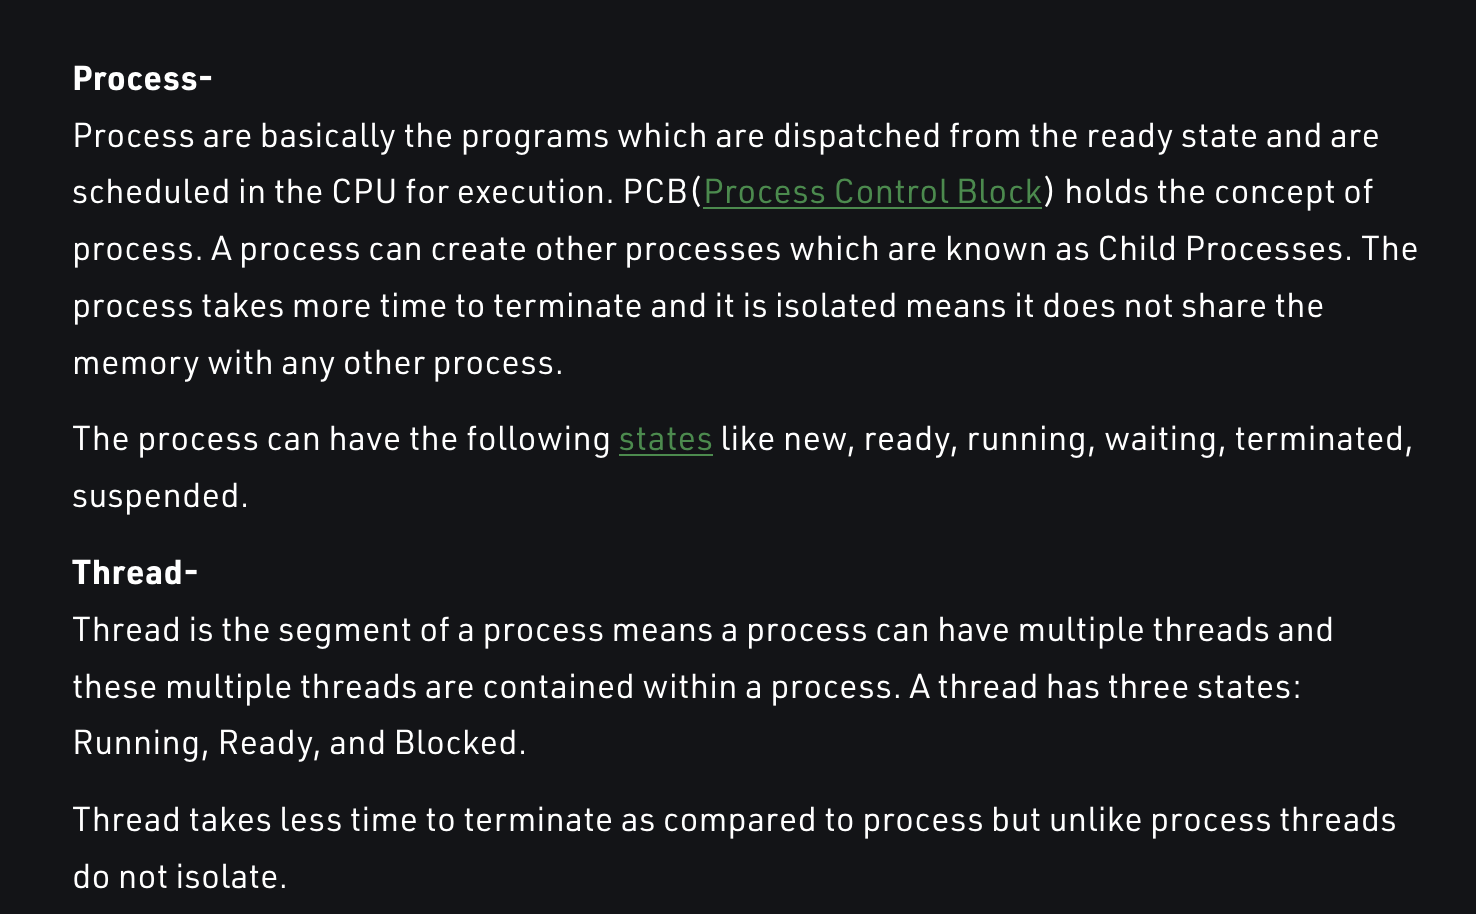 Process-
Process are basically the programs which are dispatched from the ready state and are
scheduled in the CPU for execution. PCB(Process Control Block) holds the concept of
process. A process can create other processes which are known as Child Processes. The
process takes more time to terminate and it is isolated means it does not share the
memory with any other process.
The process can have the following states like new, ready, running, waiting, terminated,
suspended.
Thread-
Thread is the segment of a process means a process can have multiple threads and
these multiple threads are contained within a process. A thread has three states:
Running, Ready, and Blocked.
Thread takes less time to terminate as compared to process but unlike process threads
do not isolate.